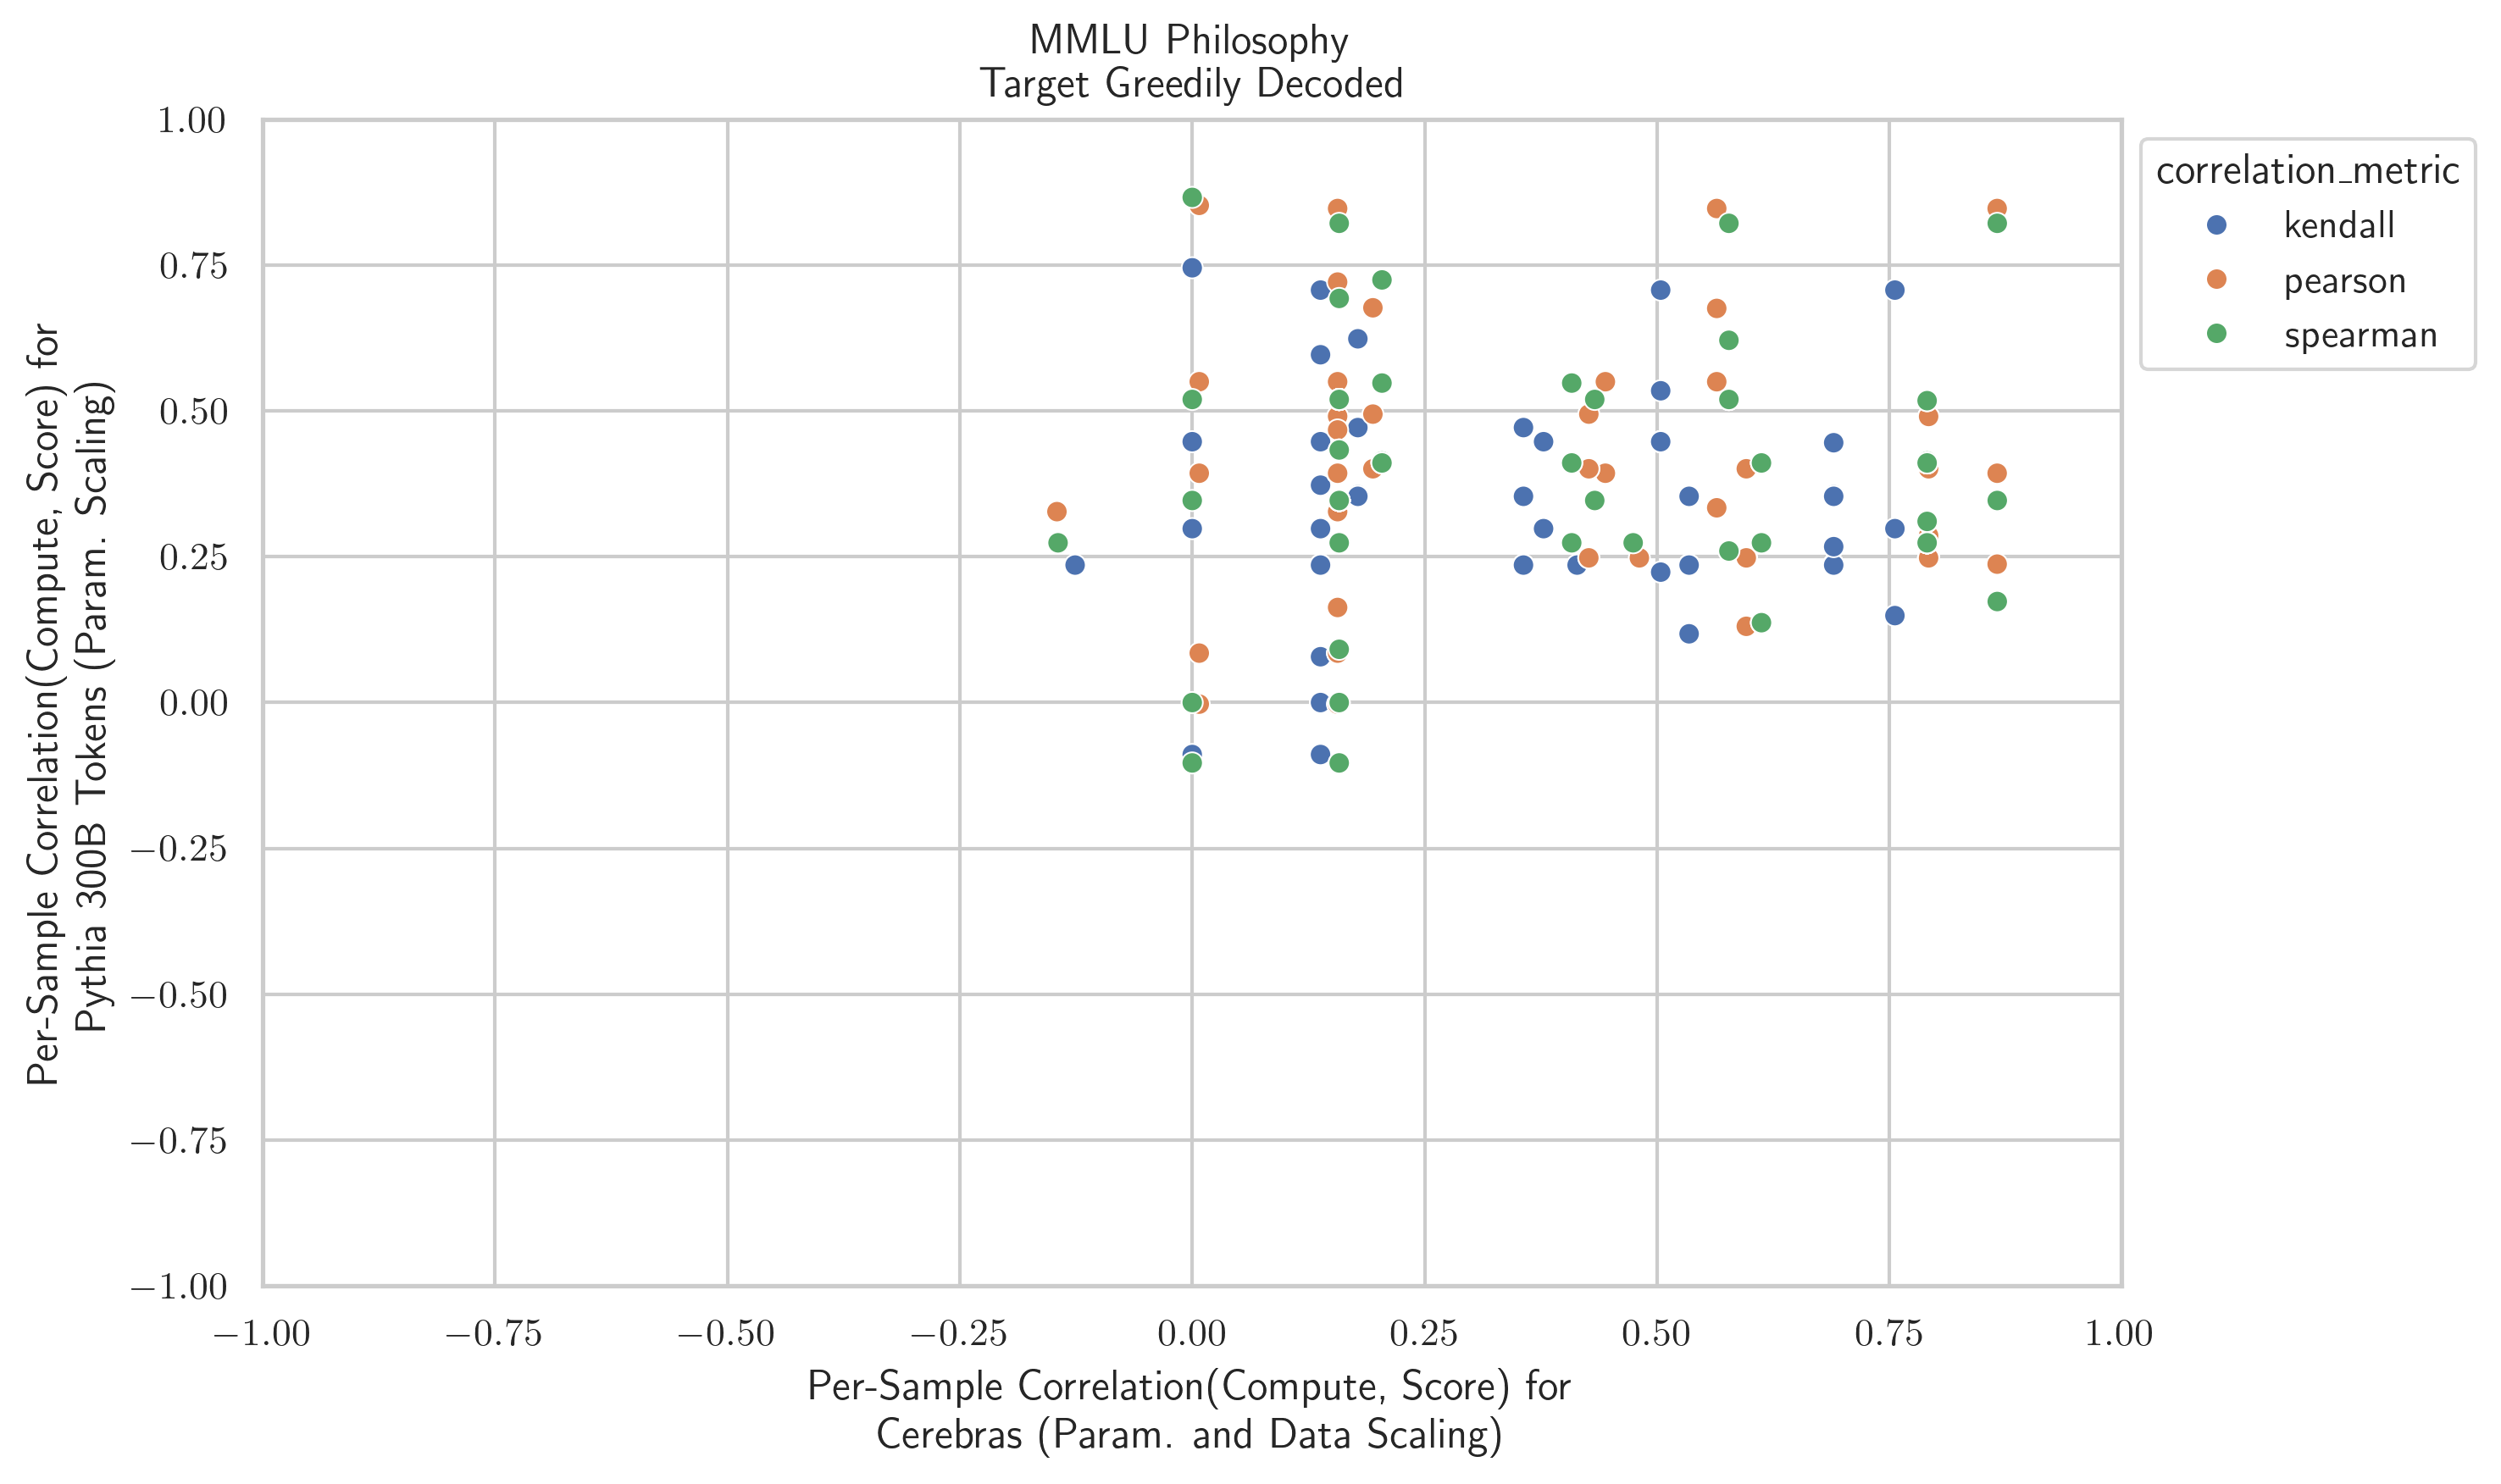 MMLU Philosophy
Target Greedily Decoded
Per-Sample Correlation(Compute, Score) for
Pythia 300B Tokens (Param. Scaling)
1.00
0.75
0.50
0.25
0.00
−0.25
−0.50
−0.75
−1.00
−1.00 −0.75 −0.50 −0.25 0.00 0.25 0.50 0.75 1.00
Per-Sample Correlation(Compute, Score) for
Cerebras (Param. and Data Scaling)
correlation_metric
kendall
pearson
spearman